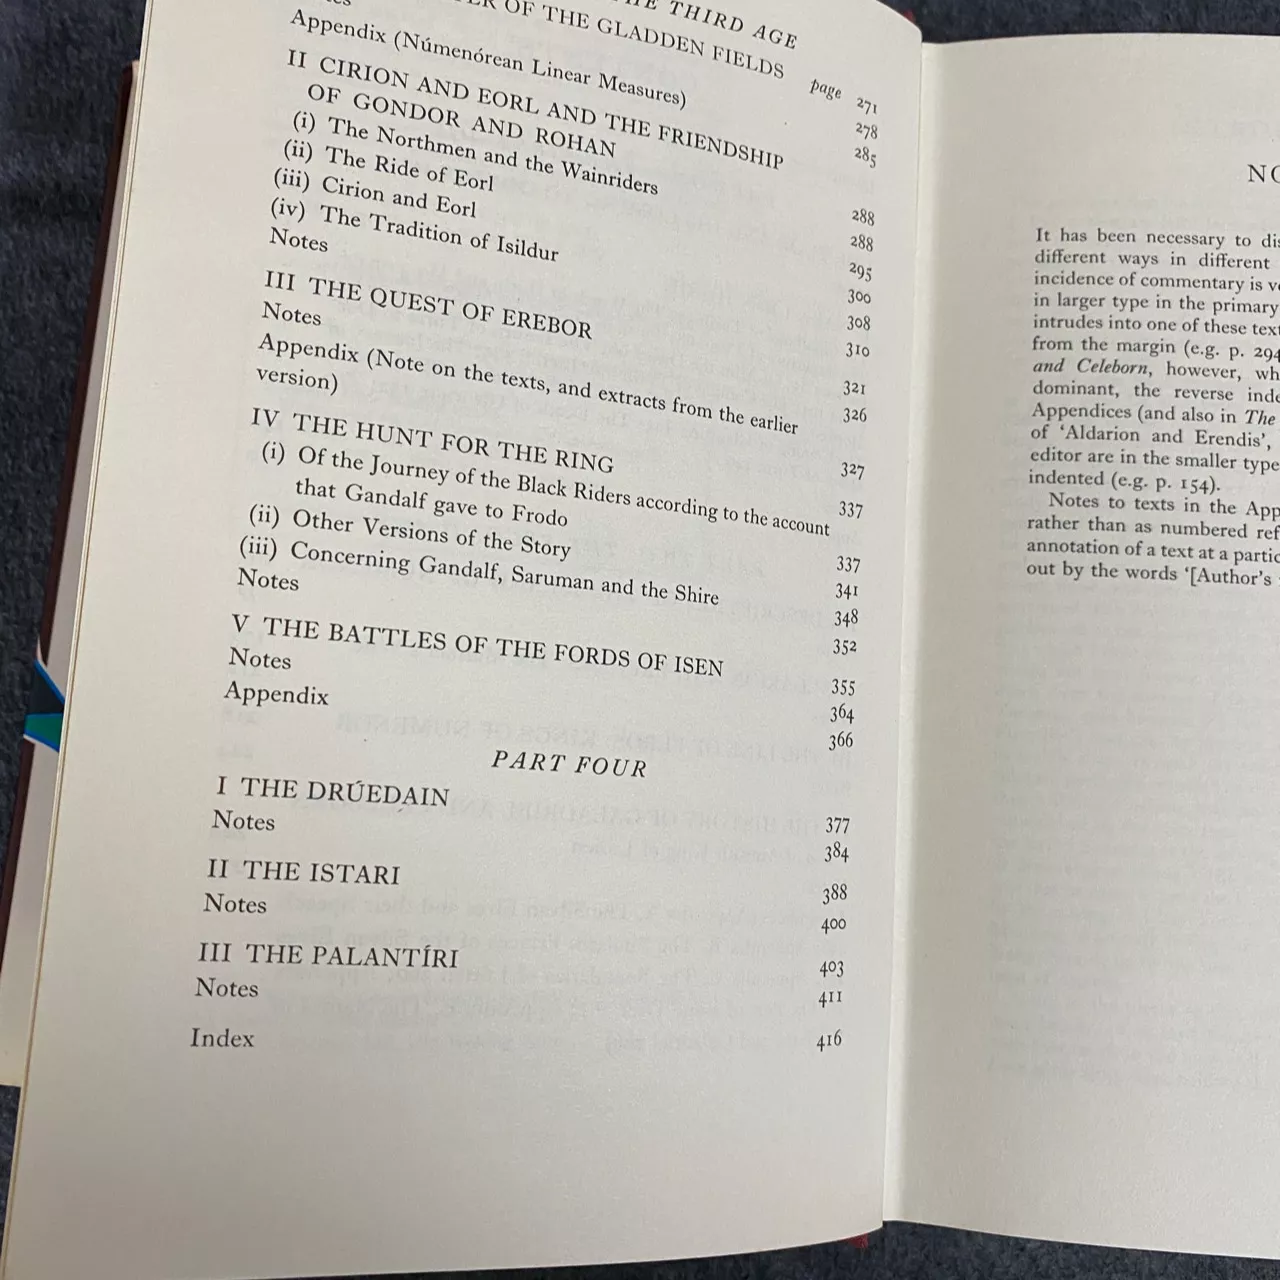 THE THIRD AGE
OF THE GLADDEN FIELDS page 271
278
Appendix (Númenórean Linear Measures) 285
II CIRION AND EORL AND THE FRIENDSHIP
OF GONDOR AND ROHAN 288
(i) The Northmen and the Wainriders 288
(ii) The Ride of Eorl 295
(iii) Cirion and Eorl 300
(iv) The Tradition of Isildur 308
Notes 310
III THE QUEST OF EREBOR 321
Notes 326
Appendix (Note on the texts, and extracts from the earlier
version) 327
IV THE HUNT FOR THE RING 337
(i) Of the Journey of the Black Riders according to the account
that Gandalf gave to Frodo 337
(ii) Other Versions of the Story 341
(iii) Concerning Gandalf, Saruman and the Shire 348
Notes 352
V THE BATTLES OF THE FORDS OF ISEN 355
Notes 364
Appendix 366
PART FOUR
I THE DRÚEDAIN 377
Notes 384
II THE ISTARI 388
Notes 400
III THE PALANTÍRI 403
Notes 411
Index 416
It has been necessary to
different ways in different
incidence of commentary is
in larger type in the primary
intrudes into one of these
from the margin (e.g. p. 294
and Celeborn, however,
dominant, the reverse
Appendices (and also in The
of ‘Aldarion and Erendis’,
editor are in the smaller type
indented (e.g. p. 154).
Notes to texts in the
rather than as numbered
annotation of a text at a
out by the words ‘[Author's